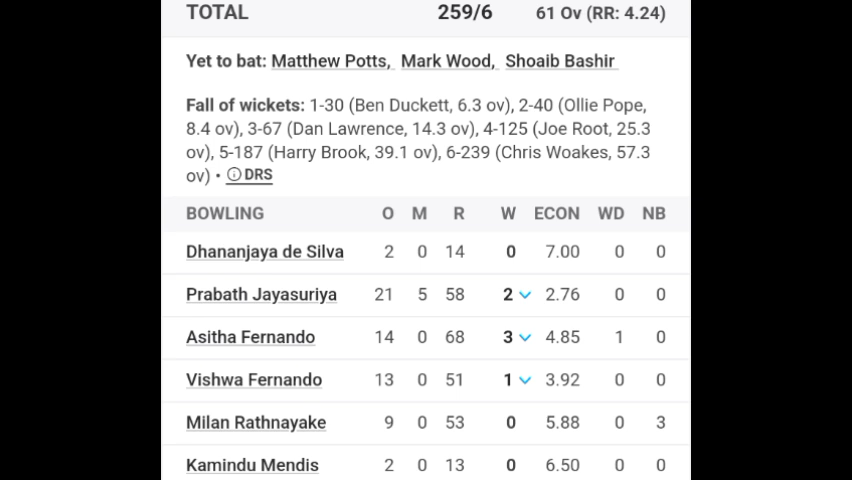 TOTAL 259/6 61 Ov (RR: 4.24)
Yet to bat: Matthew Potts, Mark Wood, Shoaib Bashir
Fall of wickets: 1-30 (Ben Duckett, 6.3 ov), 2-40 (Ollie Pope,
8.4 ov), 3-67 (Dan Lawrence, 14.3 ov), 4-125 (Joe Root, 25.3
ov), 5-187 (Harry Brook, 39.1 ov), 6-239 (Chris Woakes, 57.3
ov) • DRS
BOWLING O M R W ECON WD NB
Dhananjaya de Silva 2 0 14 0 7.00 0 0
Prabath Jayasuriya 21 5 58 2 2.76 0 0
Asitha Fernando 14 0 68 3 4.85 1 0
Vishwa Fernando 13 0 51 1 3.92 0 0
Milan Rathnayake 9 0 53 0 5.88 0 3
Kamindu Mendis 2 0 13 0 6.50 0 0